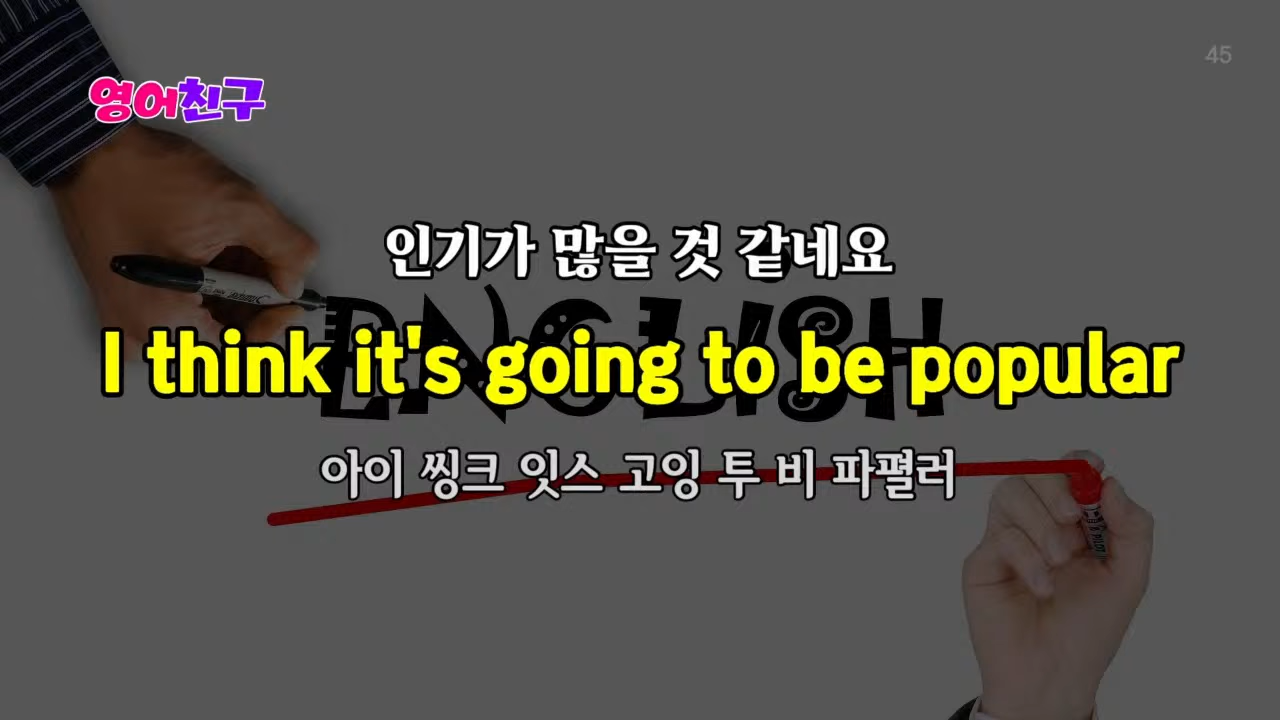 45
영어친구
인기가 많을 것 같네요
ENGLiSH
I think it's going to be popular
아이 씽크 잇스 고잉 투 비 파퓰러